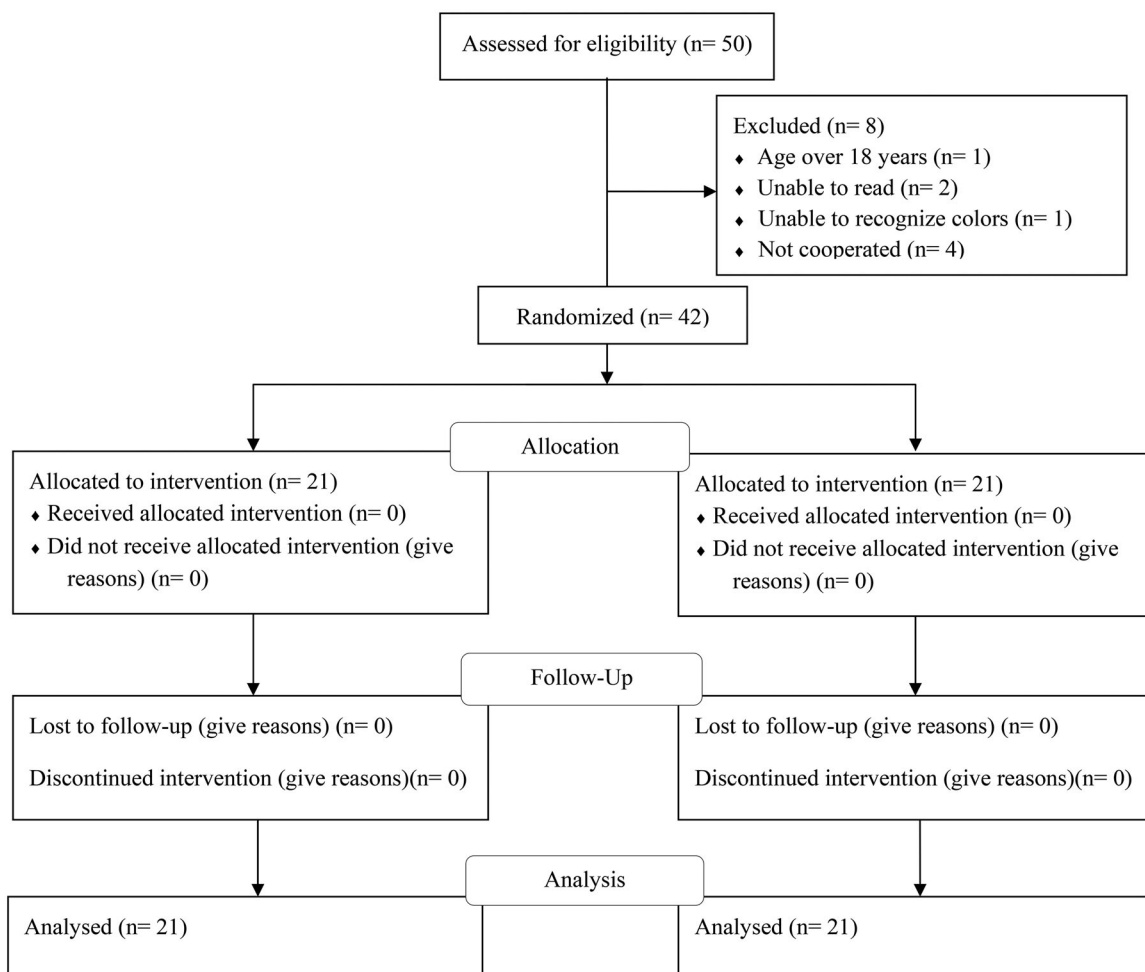 Assessed for eligibility (n= 50)
Excluded (n= 8)
♦ Age over 18 years (n= 1)
♦ Unable to read (n= 2)
♦ Unable to recognize colors (n= 1)
♦ Not cooperated (n= 4)
Randomized (n= 42)
Allocation
Allocated to intervention (n= 21)
♦ Received allocated intervention (n= 0)
♦ Did not receive allocated intervention (give
reasons) (n= 0)
Allocated to intervention (n= 21)
♦ Received allocated intervention (n= 0)
♦ Did not receive allocated intervention (give
reasons) (n= 0)
Follow-Up
Lost to follow-up (give reasons) (n= 0)
Discontinued intervention (give reasons)(n= 0)
Lost to follow-up (give reasons) (n= 0)
Discontinued intervention (give reasons)(n= 0)
Analysis
Analysed (n= 21)
Analysed (n= 21)